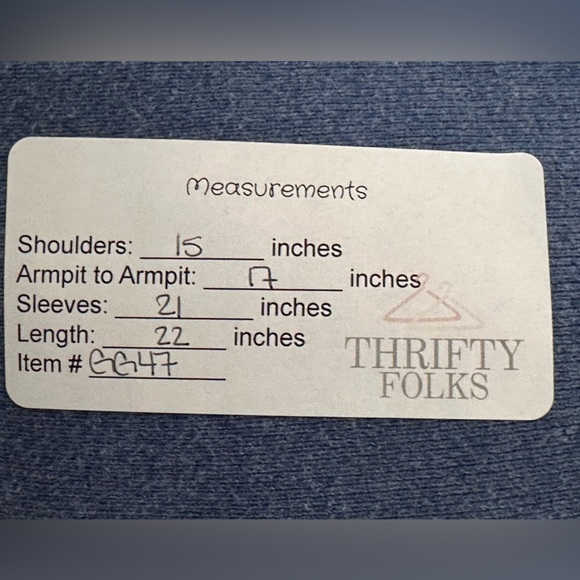 Measurements
Shoulders: 15 inches
Armpit to Armpit: 17 inches
Sleeves: 21 inches
Length: 22 inches
Item # GG47
THRIFTY
FOLKS